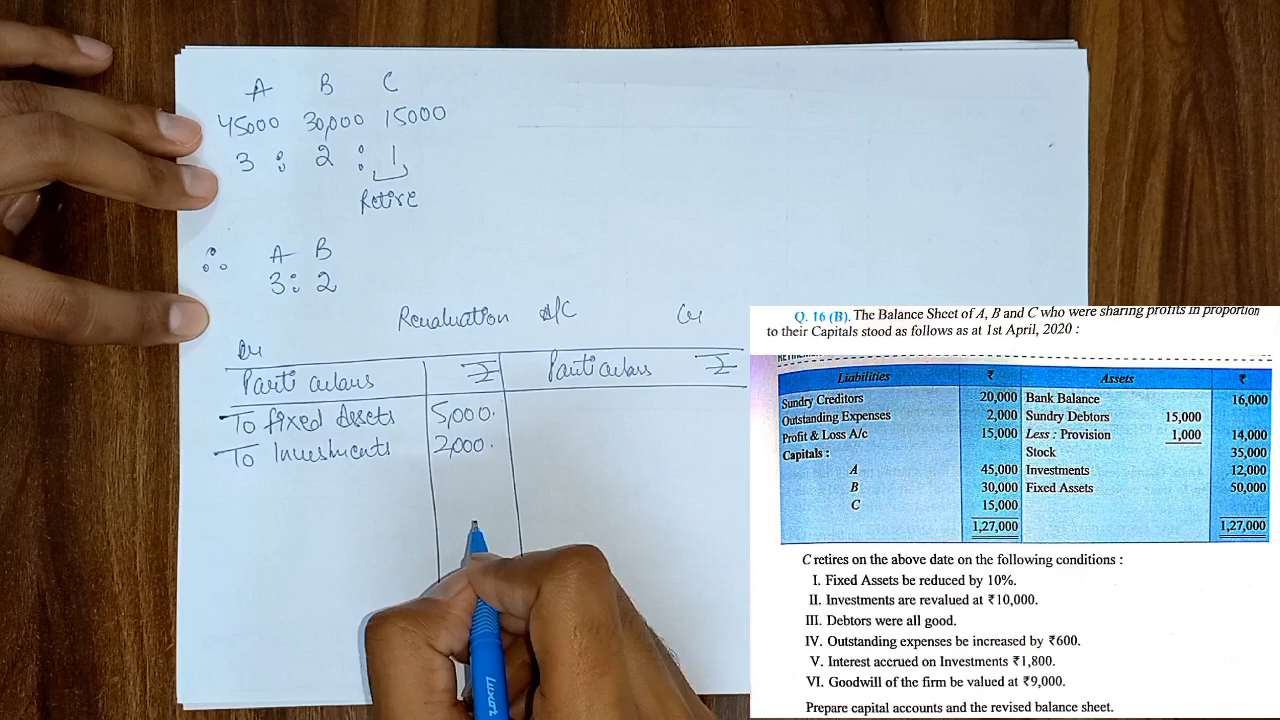 A B C
45000 30,000 15000
3 : 2 : 1
Retire
∴ A B
3 : 2
Revaluation A/C
Dr Cr
Particulars ₹ Particulars ₹
To fixed Assets 5,000.
To Investments 2,000.
Luxor
Q. 16 (B). The Balance Sheet of A, B and C who were sharing profits in proportion
to their Capitals stood as follows as at 1st April, 2020 :
Liabilities ₹ Assets ₹
Sundry Creditors 20,000 Bank Balance 16,000
Outstanding Expenses 2,000 Sundry Debtors 15,000
Profit & Loss A/c 15,000 Less : Provision 1,000 14,000
Capitals : Stock 35,000
A 45,000 Investments 12,000
B 30,000 Fixed Assets 50,000
C 15,000
1,27,000 1,27,000
C retires on the above date on the following conditions :
I. Fixed Assets be reduced by 10%.
II. Investments are revalued at ₹10,000.
III. Debtors were all good.
IV. Outstanding expenses be increased by ₹600.
V. Interest accrued on Investments ₹1,800.
VI. Goodwill of the firm be valued at ₹9,000.
Prepare capital accounts and the revised balance sheet.